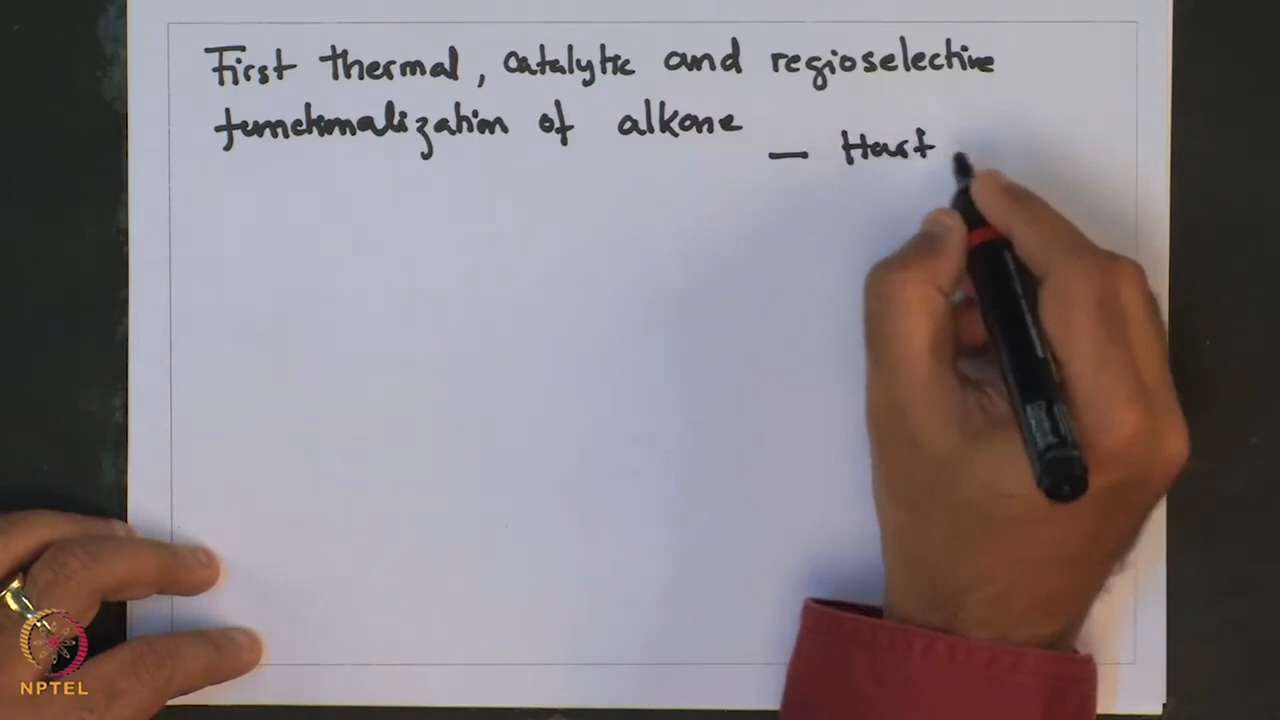 First thermal, catalytic and regioselective
functionalization of alkane
— Hart
NPTEL